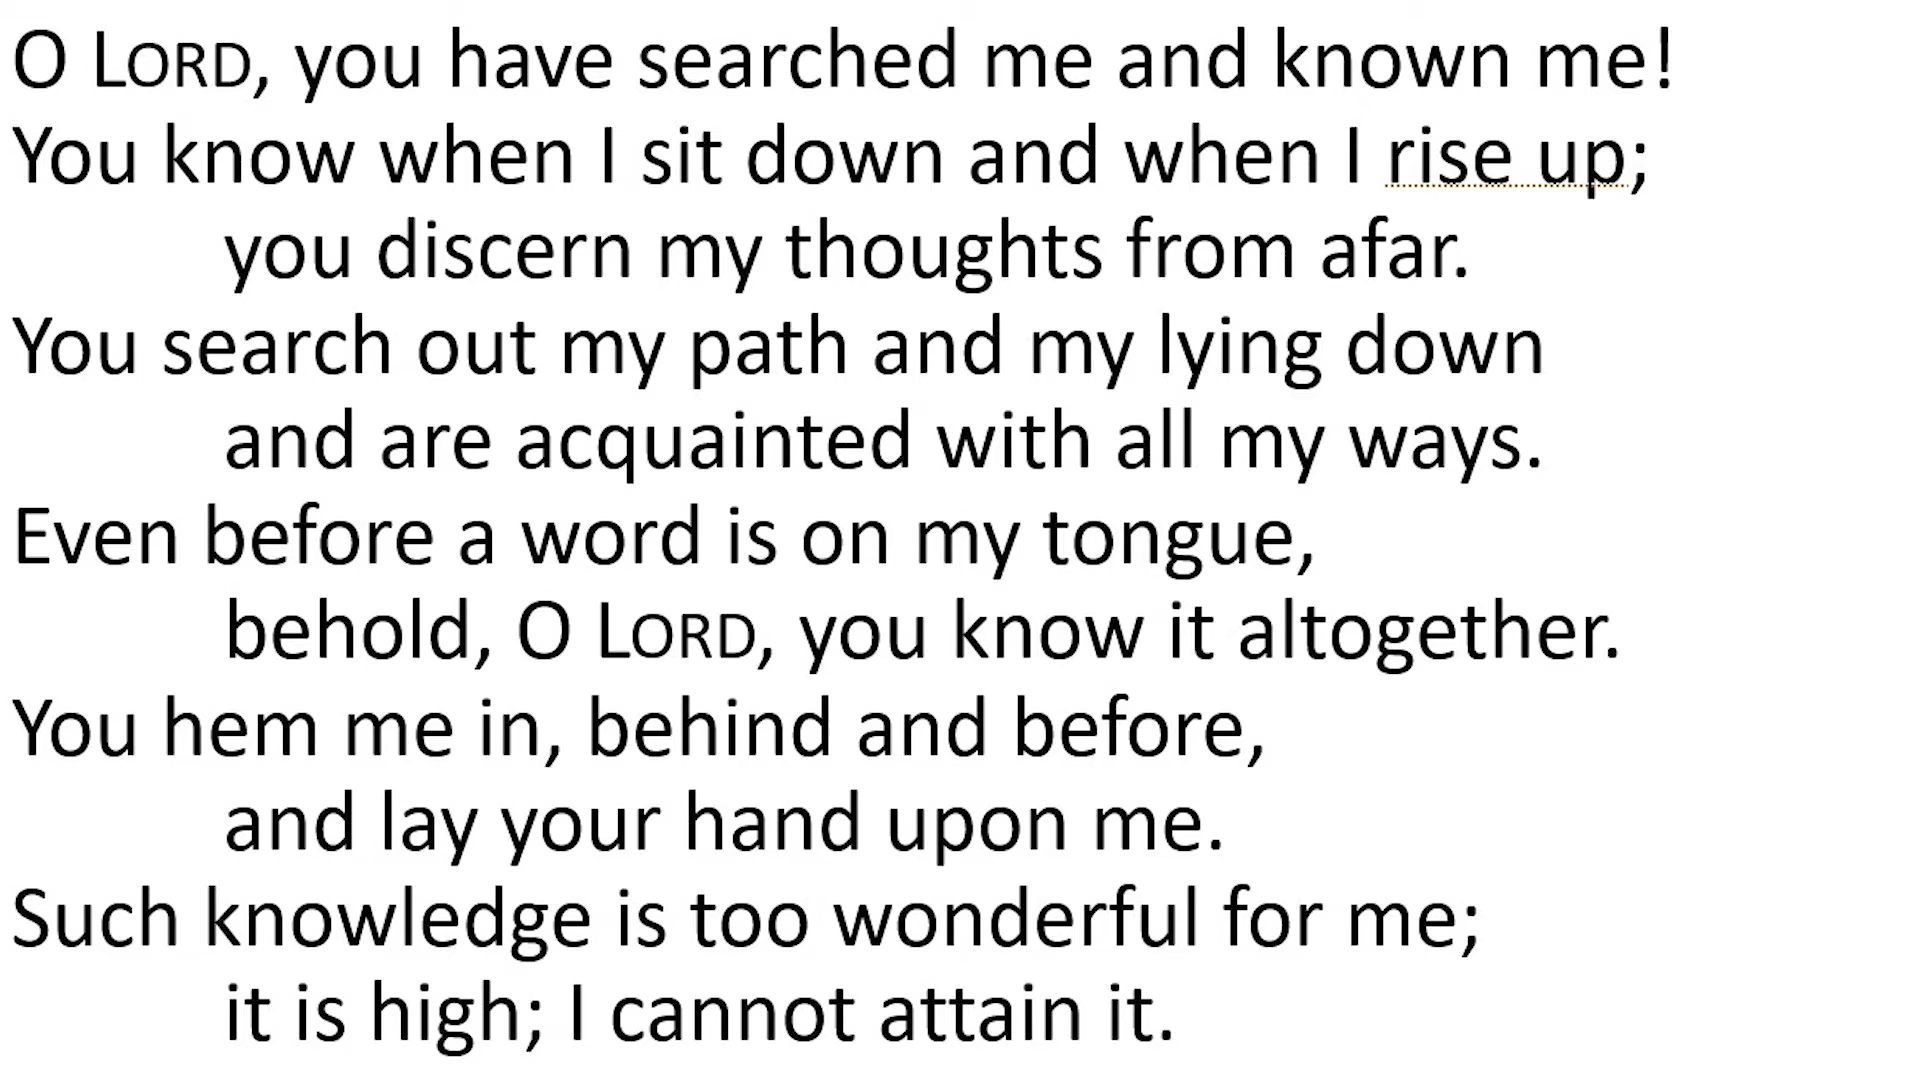 O LORD, you have searched me and known me!
You know when I sit down and when I rise up;
you discern my thoughts from afar.
You search out my path and my lying down
and are acquainted with all my ways.
Even before a word is on my tongue,
behold, O LORD, you know it altogether.
You hem me in, behind and before,
and lay your hand upon me.
Such knowledge is too wonderful for me;
it is high; I cannot attain it.